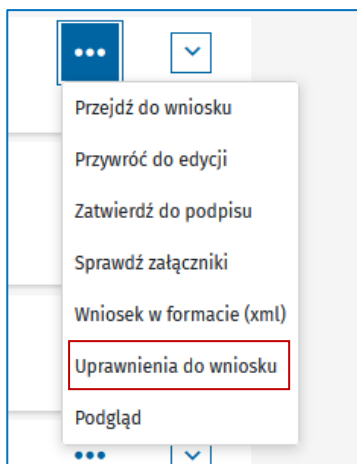 Przejdź do wniosku
Przywróć do edycji
Zatwierdź do podpisu
Sprawdź załączniki
Wniosek w formacie (xml)
Uprawnienia do wniosku
Podgląd